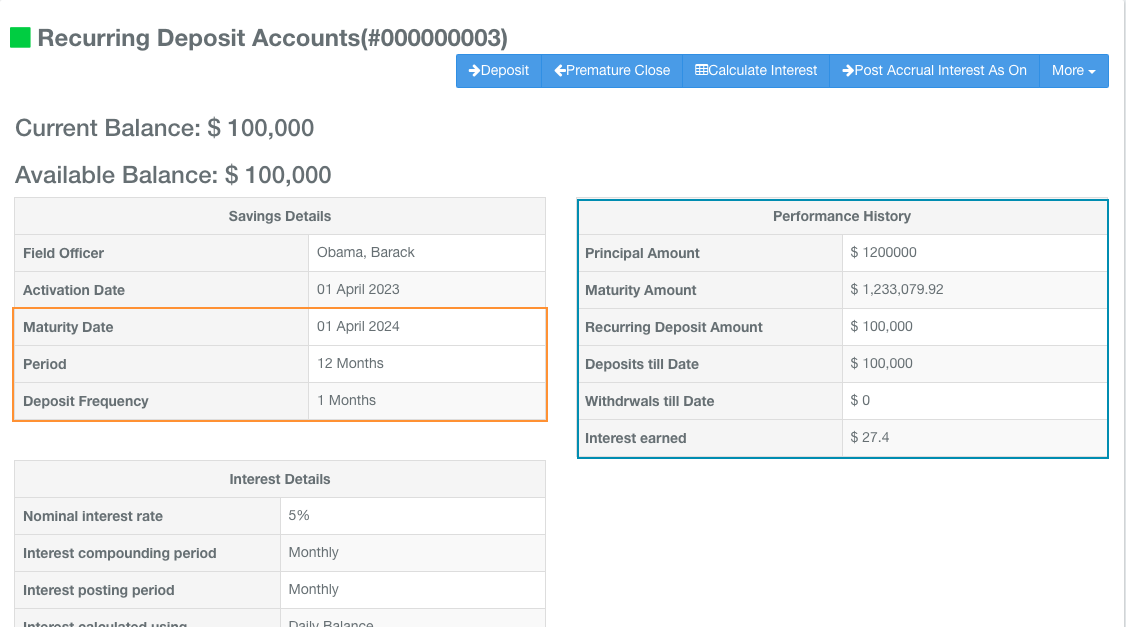 Recurring Deposit Accounts(#000000003)
Deposit Premature Close Calculate Interest Post Accrual Interest As On More
Current Balance: $ 100,000
Available Balance: $ 100,000
Savings Details
Field Officer Obama, Barack
Activation Date 01 April 2023
Maturity Date 01 April 2024
Period 12 Months
Deposit Frequency 1 Months
Performance History
Principal Amount $ 1200000
Maturity Amount $ 1,233,079.92
Recurring Deposit Amount $ 100,000
Deposits till Date $ 100,000
Withdrwals till Date $ 0
Interest earned $ 27.4
Interest Details
Nominal interest rate 5%
Interest compounding period Monthly
Interest posting period Monthly
Interest calculated using Daily Balance